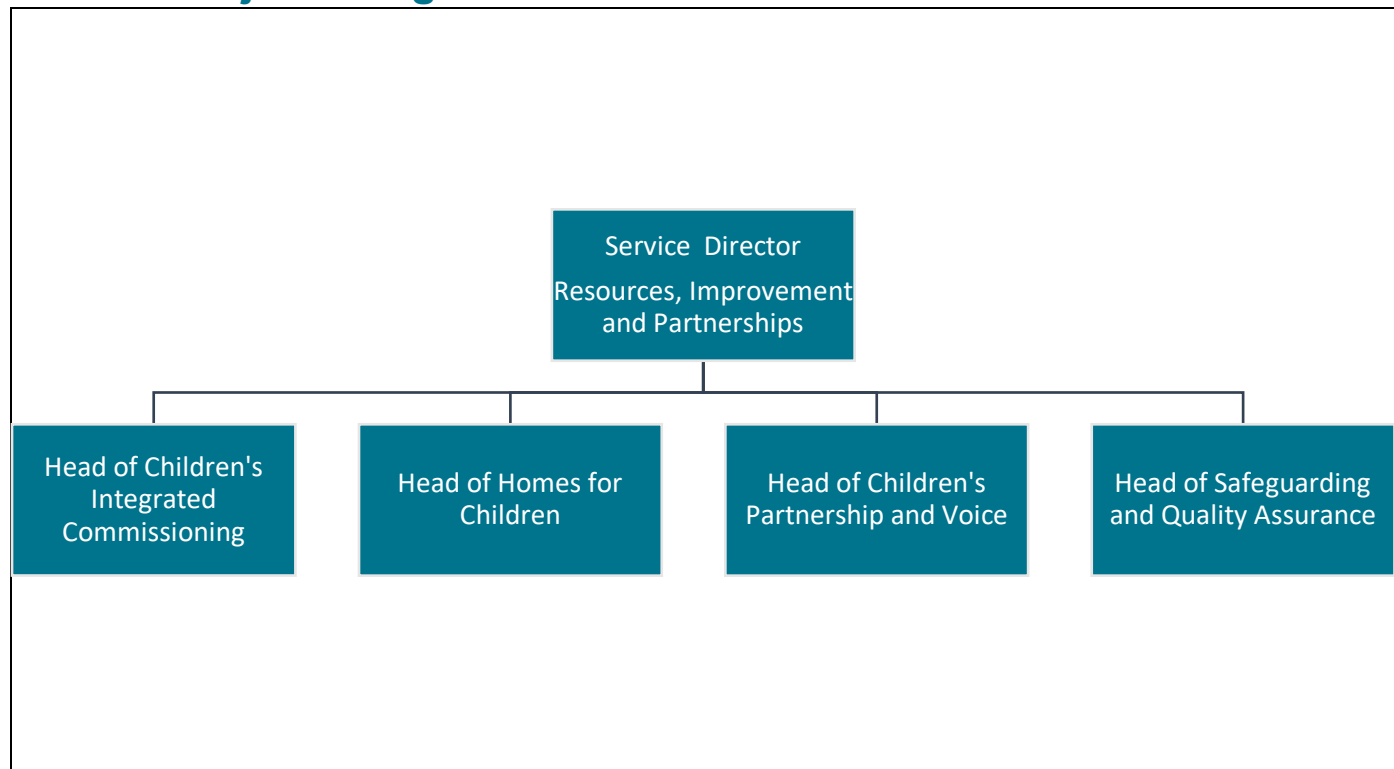 Service Director
Resources, Improvement
and Partnerships
Head of Children's
Integrated
Commissioning
Head of Homes for
Children
Head of Children's
Partnership and Voice
Head of Safeguarding
and Quality Assurance